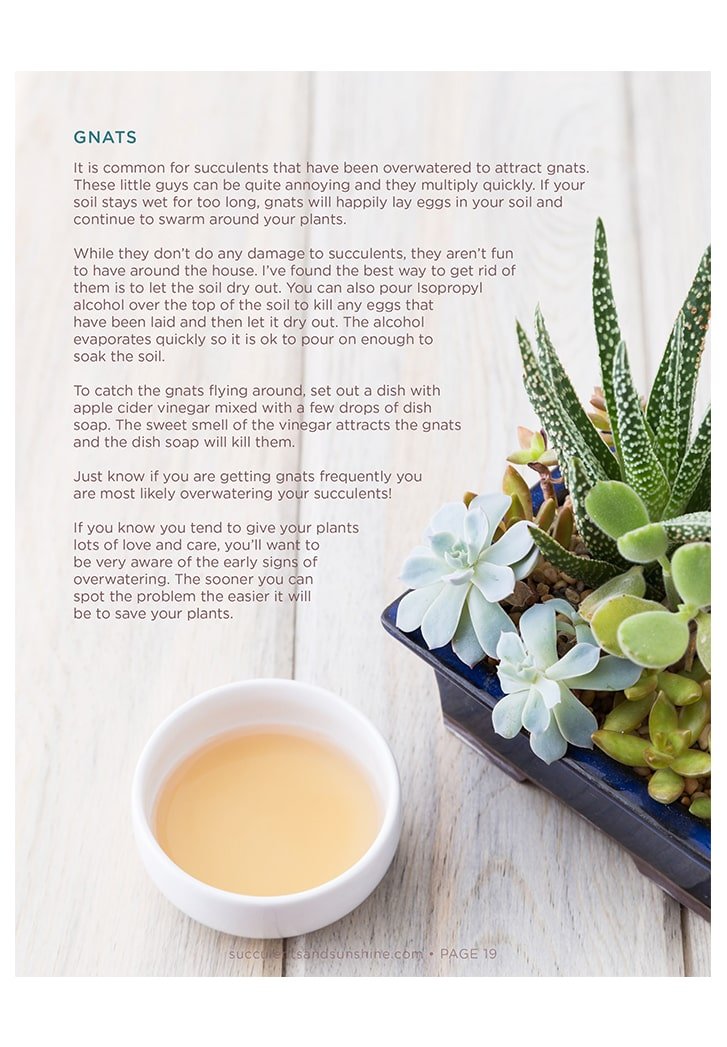 GNATS
It is common for succulents that have been overwatered to attract gnats.
These little guys can be quite annoying and they multiply quickly. If your
soil stays wet for too long, gnats will happily lay eggs in your soil and
continue to swarm around your plants.
While they don’t do any damage to succulents, they aren’t fun
to have around the house. I’ve found the best way to get rid of
them is to let the soil dry out. You can also pour Isopropyl
alcohol over the top of the soil to kill any eggs that
have been laid and then let it dry out. The alcohol
evaporates quickly so it is ok to pour on enough to
soak the soil.
To catch the gnats flying around, set out a dish with
apple cider vinegar mixed with a few drops of dish
soap. The sweet smell of the vinegar attracts the gnats
and the dish soap will kill them.
Just know if you are getting gnats frequently you
are most likely overwatering your succulents!
If you know you tend to give your plants
lots of love and care, you’ll want to
be very aware of the early signs of
overwatering. The sooner you can
spot the problem the easier it will
be to save your plants.
succulentsandsunshine.com • PAGE 19